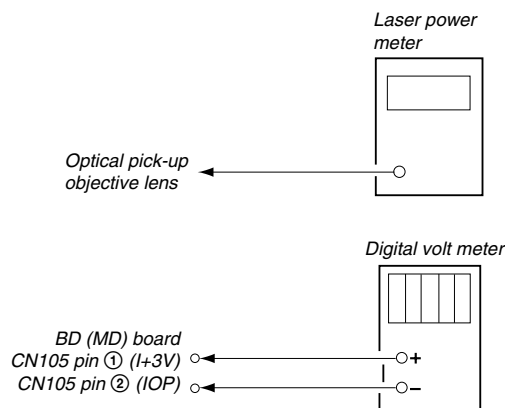 Laser power
meter
Optical pick-up
objective lens
Digital volt meter
BD (MD) board
CN105 pin ① (I+3V)
CN105 pin ② (IOP)
+
–